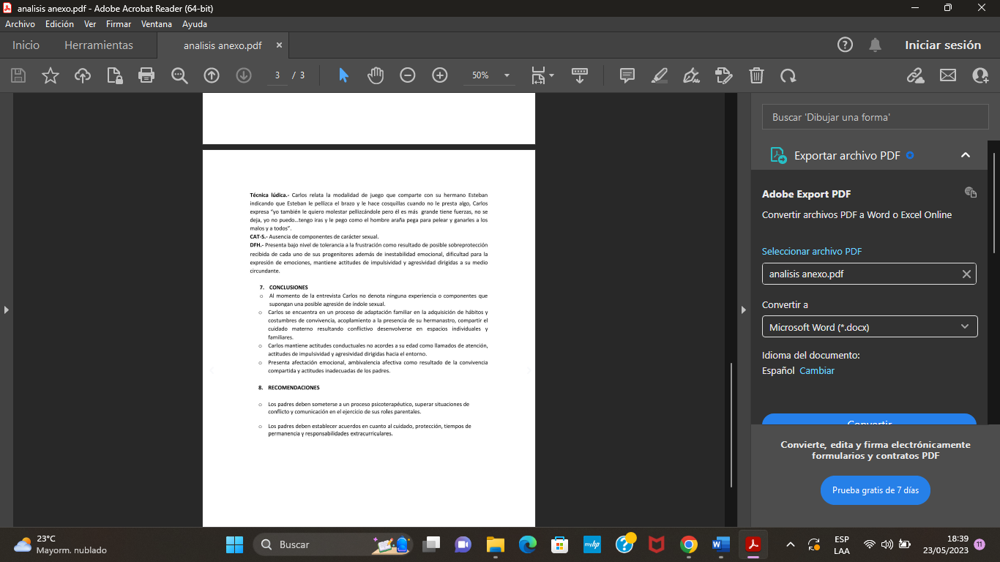 analisis anexo.pdf - Adobe Acrobat Reader (64-bit)
Archivo Edición Ver Firmar Ventana Ayuda
Inicio Herramientas analisis anexo.pdf × Iniciar sesión
3 / 3 50%
Técnica lúdica.- Carlos relata la modalidad de juego que comparte con su hermano Esteban
indicando que Esteban le pellizca el brazo y le hace cosquillas cuando no le presta algo, Carlos
expresa “yo también le quiero molestar pellizcándole pero él es más grande tiene fuerzas, no se
deja, yo no puedo...tengo iras y le pego como el hombre araña pega para pelear y ganarles a los
malos y a todos”.
CAT-S.- Ausencia de componentes de carácter sexual.
DFH.- Presenta bajo nivel de tolerancia a la frustración como resultado de posible sobreprotección
recibida de cada uno de sus progenitores además de inestabilidad emocional, dificultad para la
expresión de emociones, mantiene actitudes de impulsividad y agresividad dirigidas a su medio
circundante.
7. CONCLUSIONES
o Al momento de la entrevista Carlos no denota ninguna experiencia o componentes que
supongan una posible agresión de índole sexual.
o Carlos se encuentra en un proceso de adaptación familiar en la adquisición de hábitos y
costumbres de convivencia, acoplamiento a la presencia de su hermanastro, compartir el
cuidado materno resultando conflictivo desenvolverse en espacios individuales y
familiares.
o Carlos mantiene actitudes conductuales no acordes a su edad como llamados de atención,
actitudes de impulsividad y agresividad dirigidas hacia el entorno.
o Presenta afectación emocional, ambivalencia afectiva como resultado de la convivencia
compartida y actitudes inadecuadas de los padres.
8. RECOMENDACIONES
o Los padres deben someterse a un proceso psicoterapéutico, superar situaciones de
conflicto y comunicación en el ejercicio de sus roles parentales.
o Los padres deben establecer acuerdos en cuanto al cuidado, protección, tiempos de
permanencia y responsabilidades extracurriculares.
Buscar 'Dibujar una forma'
Exportar archivo PDF
Adobe Export PDF
Convertir archivos PDF a Word o Excel Online
Seleccionar archivo PDF
analisis anexo.pdf
Convertir a
Microsoft Word (*.docx)
Idioma del documento:
Español Cambiar
Convertir
Convierte, edita y firma electrónicamente
formularios y contratos PDF
Prueba gratis de 7 días
23°C
Mayorm. nublado
Buscar
myhp
ESP
LAA
18:39
23/05/2023
11